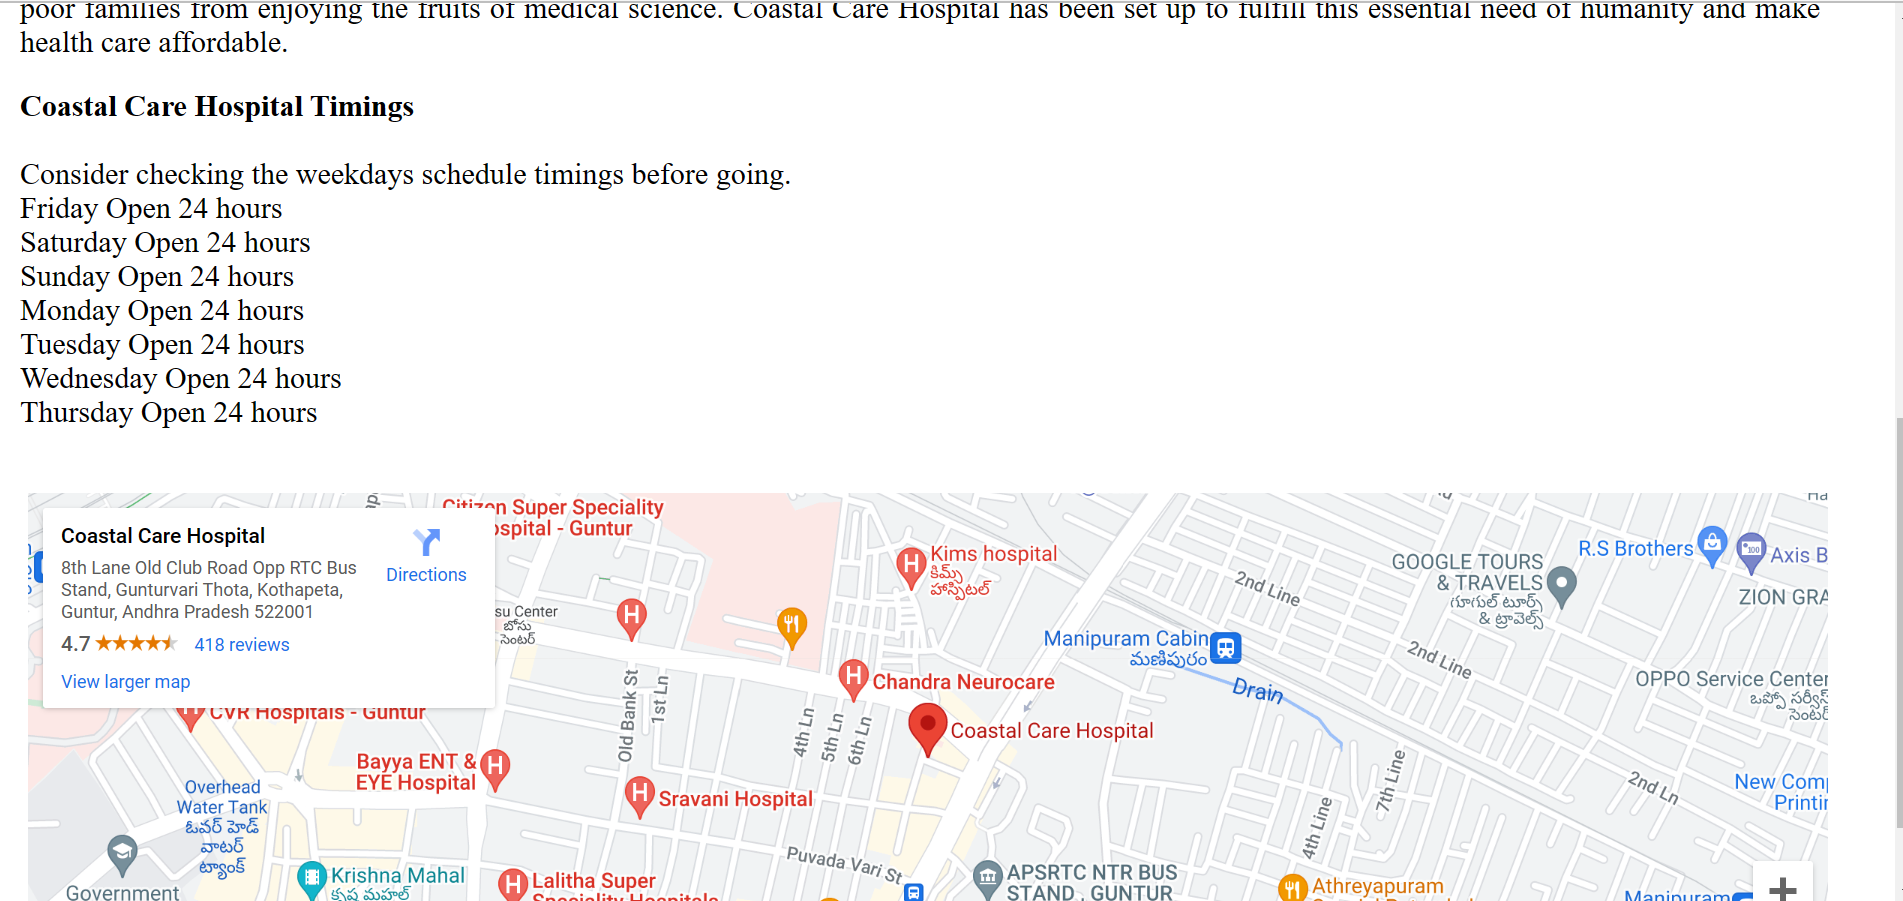 poor families from enjoying the fruits of medical science. Coastal Care Hospital has been set up to fulfill this essential need of humanity and make
health care affordable.
Coastal Care Hospital Timings
Consider checking the weekdays schedule timings before going.
Friday Open 24 hours
Saturday Open 24 hours
Sunday Open 24 hours
Monday Open 24 hours
Tuesday Open 24 hours
Wednesday Open 24 hours
Thursday Open 24 hours
Coastal Care Hospital
8th Lane Old Club Road Opp RTC Bus
Stand, Gunturvari Thota, Kothapeta,
Guntur, Andhra Pradesh 522001
4.7
418 reviews
View larger map
Directions
Citizen Super Speciality
ospital - Guntur
Kims hospital
కిమ్స్
హాస్పిటల్
su Center
బోసు
సెంటర్
Manipuram Cabin
మణిపురం
GOOGLE TOURS
& TRAVELS
గూగుల్ టూర్స్
& ట్రావెల్స్
R.S Brothers
Axis B
ZION GRA
2nd Line
2nd Line
Drain
OPPO Service Center
ఒప్పో సర్వీస్
సెంటర్
Chandra Neurocare
Coastal Care Hospital
CVR Hospitals - Guntur
Old Bank St
1st Ln
4th Ln
5th Ln
6th Ln
Bayya ENT &
EYE Hospital
Sravani Hospital
Overhead
Water Tank
ఓవర్ హెడ్
వాటర్
ట్యాంక్
7th Line
4th Line
2nd Ln
New Comp
Printin
Puvada Vari St
Government
Krishna Mahal
కృష్ణ మహల్
Lalitha Super
Speciality Hospitals
APSRTC NTR BUS
STAND , GUNTUR
Athreyapuram
Manipuram